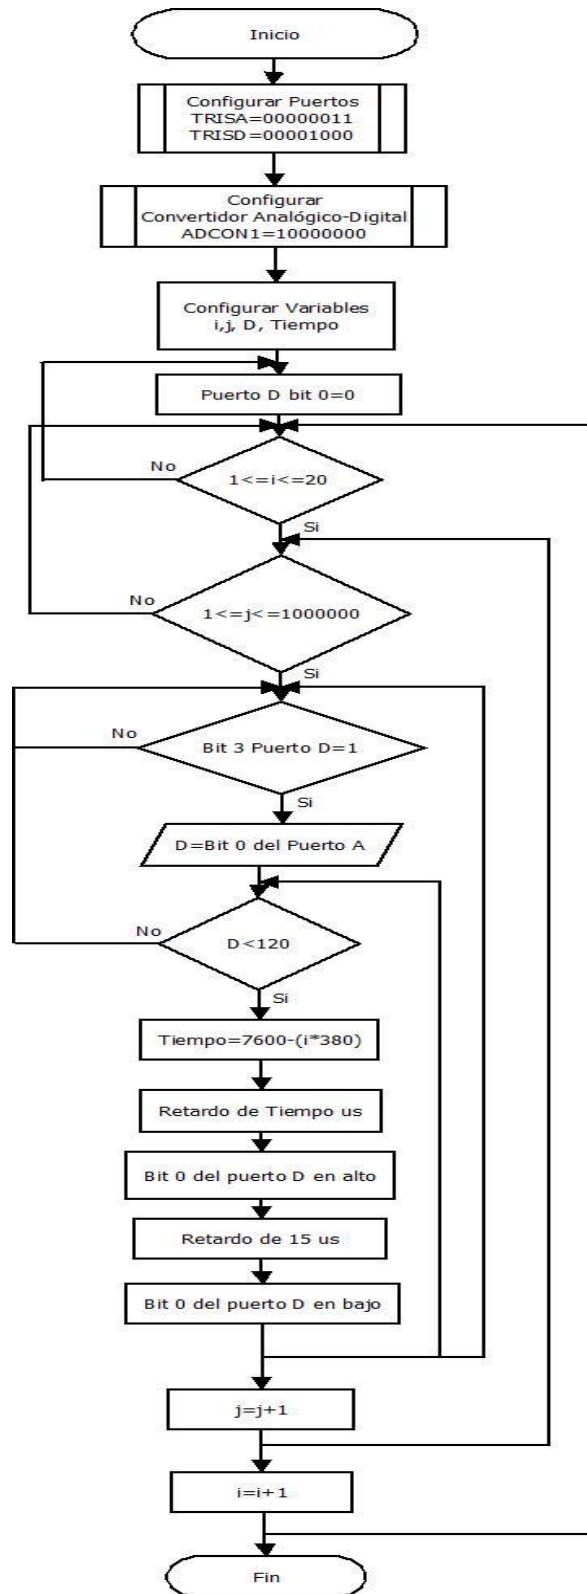 Inicio
Configurar Puertos
TRISA=00000011
TRISD=00001000
Configurar
Convertidor Analógico-Digital
ADCON1=10000000
Configurar Variables
i,j, D, Tiempo
Puerto D bit 0=0
No
1<=i<=20
Si
No
1<=j<=1000000
Si
No
Bit 3 Puerto D=1
Si
D=Bit 0 del Puerto A
No
D<120
Si
Tiempo=7600-(i*380)
Retardo de Tiempo us
Bit 0 del puerto D en alto
Retardo de 15 us
Bit 0 del puerto D en bajo
j=j+1
i=i+1
Fin